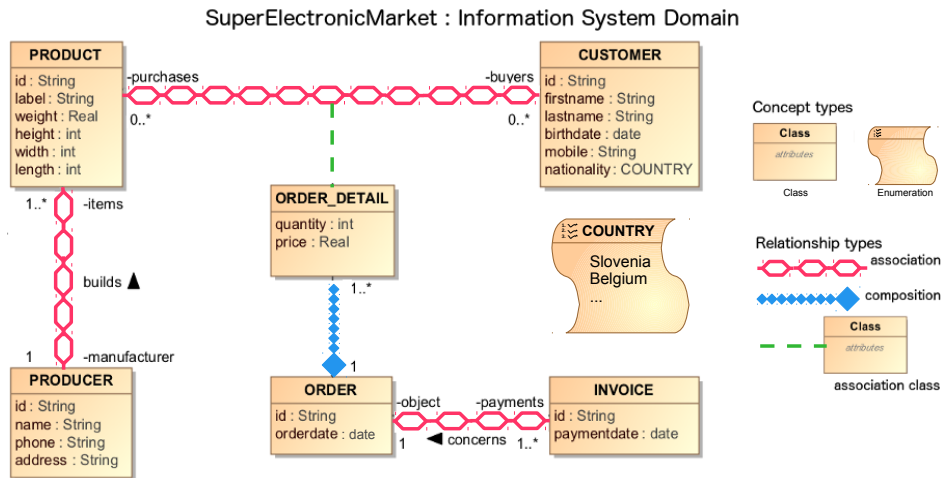 SuperElectronicMarket : Information System Domain
PRODUCT
id : String
label : String
weight : Real
height : int
width : int
length : int
-purchases
0..*
-buyers
0..*
CUSTOMER
id : String
firstname : String
lastname : String
birthdate : date
mobile : String
nationality : COUNTRY
Concept types
Class
attributes
Class
Enumeration
ORDER_DETAIL
quantity : int
price : Real
1..*
-items
builds
1
-manufacturer
COUNTRY
Slovenia
Belgium
...
Relationship types
association
composition
Class
attributes
association class
1..*
1
PRODUCER
id : String
name : String
phone : String
address : String
ORDER
id : String
orderdate : date
-object
1
concerns
-payments
1..*
INVOICE
id : String
paymentdate : date